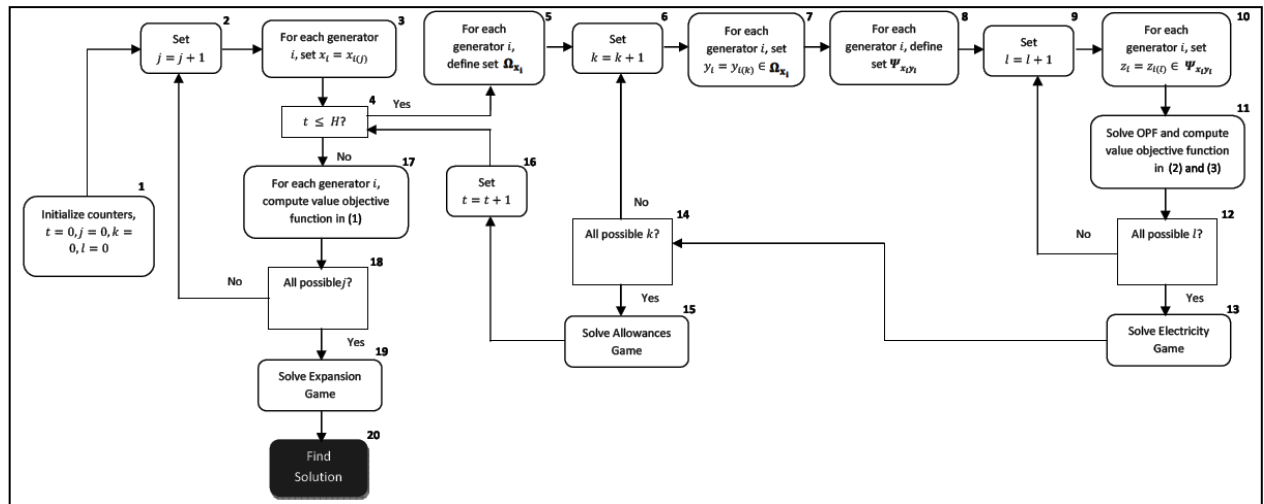 1
Initialize counters,
t = 0, j = 0, k =
0, l = 0
2
Set
j = j + 1
3
For each generator
i, set x_i = x_{i(j)}
4
t ≤ H?
Yes
No
5
For each
generator i,
define set Ω_{x_i}
6
Set
k = k + 1
7
For each
generator i, set
y_i = y_{i(k)} ∈ Ω_{x_i}
8
For each
generator i, define
set Ψ_{x_i y_i}
9
Set
l = l + 1
10
For each
generator i, set
z_i = z_{i(l)} ∈ Ψ_{x_i y_i}
11
Solve OPF and compute
value objective function
in (2) and (3)
12
All possible l?
No
Yes
13
Solve Electricity
Game
14
All possible k?
No
Yes
15
Solve Allowances
Game
16
Set
t = t + 1
17
For each generator i,
compute value objective
function in (1)
18
All possible j?
No
Yes
19
Solve Expansion
Game
20
Find
Solution